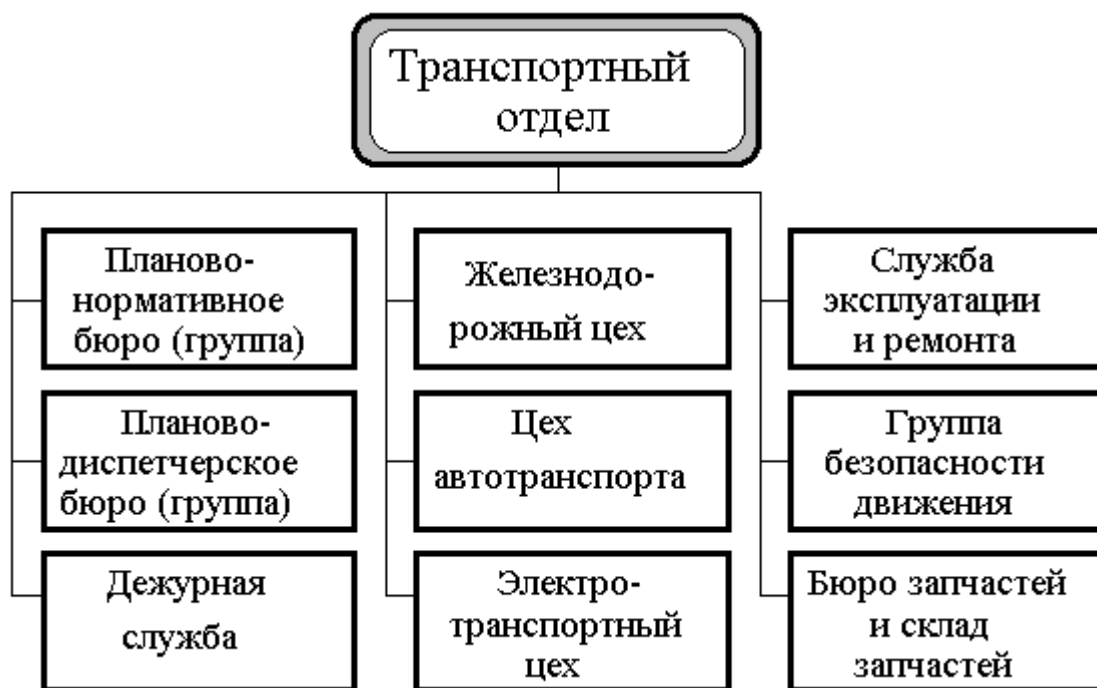 Транспортный
отдел
Планово-
нормативное
бюро (группа)
Железнодо-
рожный цех
Служба
эксплуатации
и ремонта
Планово-
диспетчерское
бюро (группа)
Цех
автотранспорта
Группа
безопасности
движения
Дежурная
служба
Электро-
транспортный
цех
Бюро запчастей
и склад
запчастей